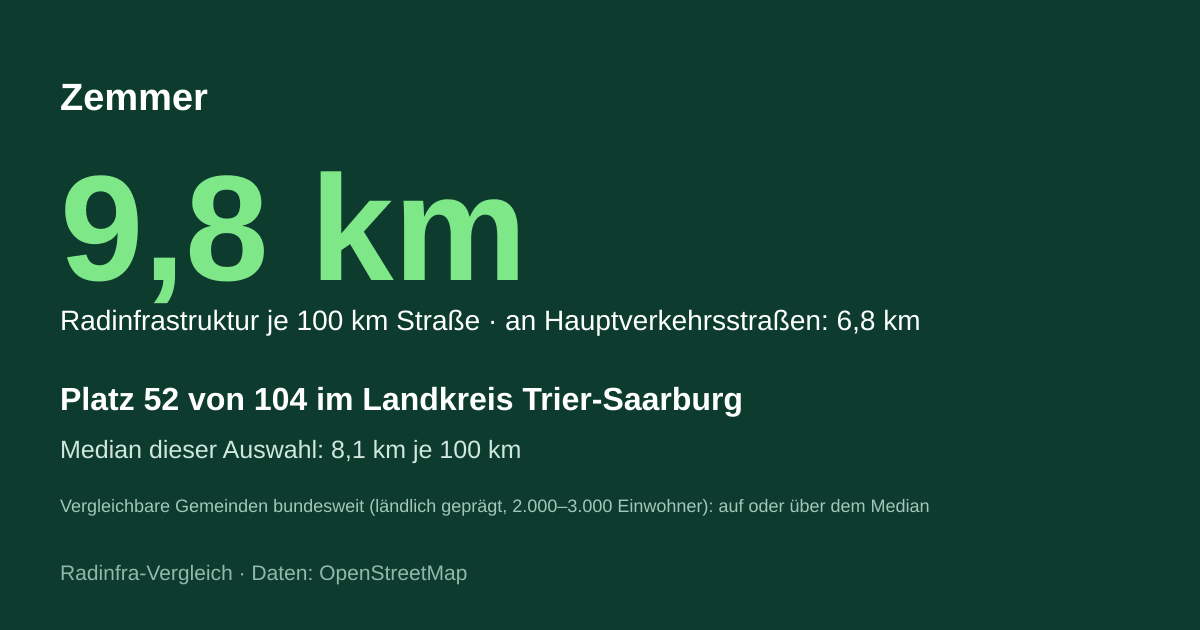 Zemmer
9,8 km
Radinfrastruktur je 100 km Straße · an Hauptverkehrsstraßen: 6,8 km
Platz 52 von 104 im Landkreis Trier-Saarburg
Median dieser Auswahl: 8,1 km je 100 km
Vergleichbare Gemeinden bundesweit (ländlich geprägt, 2.000–3.000 Einwohner): auf oder über dem Median
Radinfra-Vergleich · Daten: OpenStreetMap